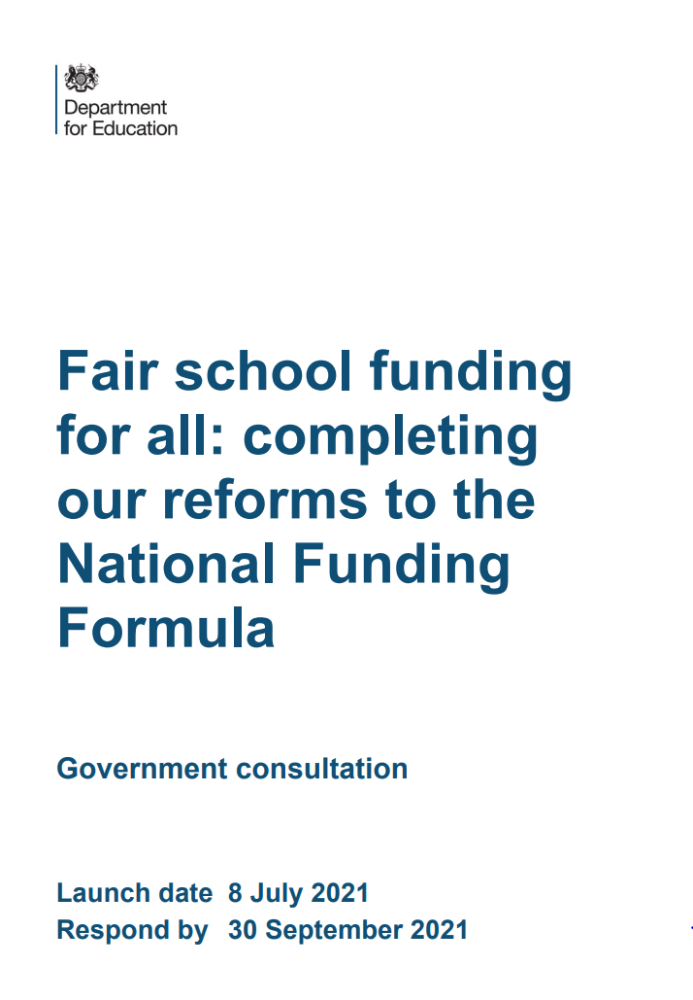 Department
for Education
Fair school funding
for all: completing
our reforms to the
National Funding
Formula
Government consultation
Launch date 8 July 2021
Respond by 30 September 2021